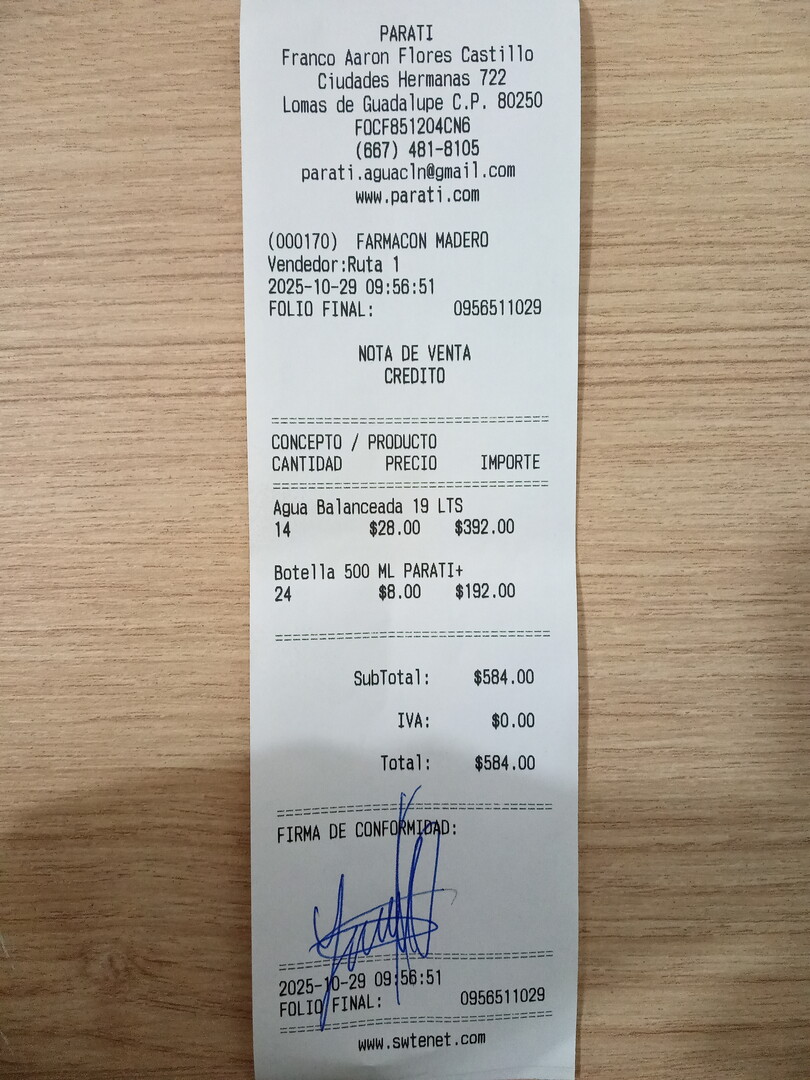 PARATI
Franco Aaron Flores Castillo
Ciudades Hermanas 722
Lomas de Guadalupe C.P. 80250
FOCF851204CN6
(667) 481-8105
parati.aguacln@gmail.com
www.parati.com
(000170) FARMACON MADERO
Vendedor:Ruta 1
2025-10-29 09:56:51
FOLIO FINAL: 0956511029
NOTA DE VENTA
CREDITO
================================
CONCEPTO / PRODUCTO
CANTIDAD PRECIO IMPORTE
================================
Agua Balanceada 19 LTS
14 $28.00 $392.00
Botella 500 ML PARATI+
24 $8.00 $192.00
================================
SubTotal: $584.00
IVA: $0.00
Total: $584.00
================================
FIRMA DE CONFORMIDAD:
================================
2025-10-29 09:56:51
FOLIO FINAL: 0956511029
================================
www.swtenet.com